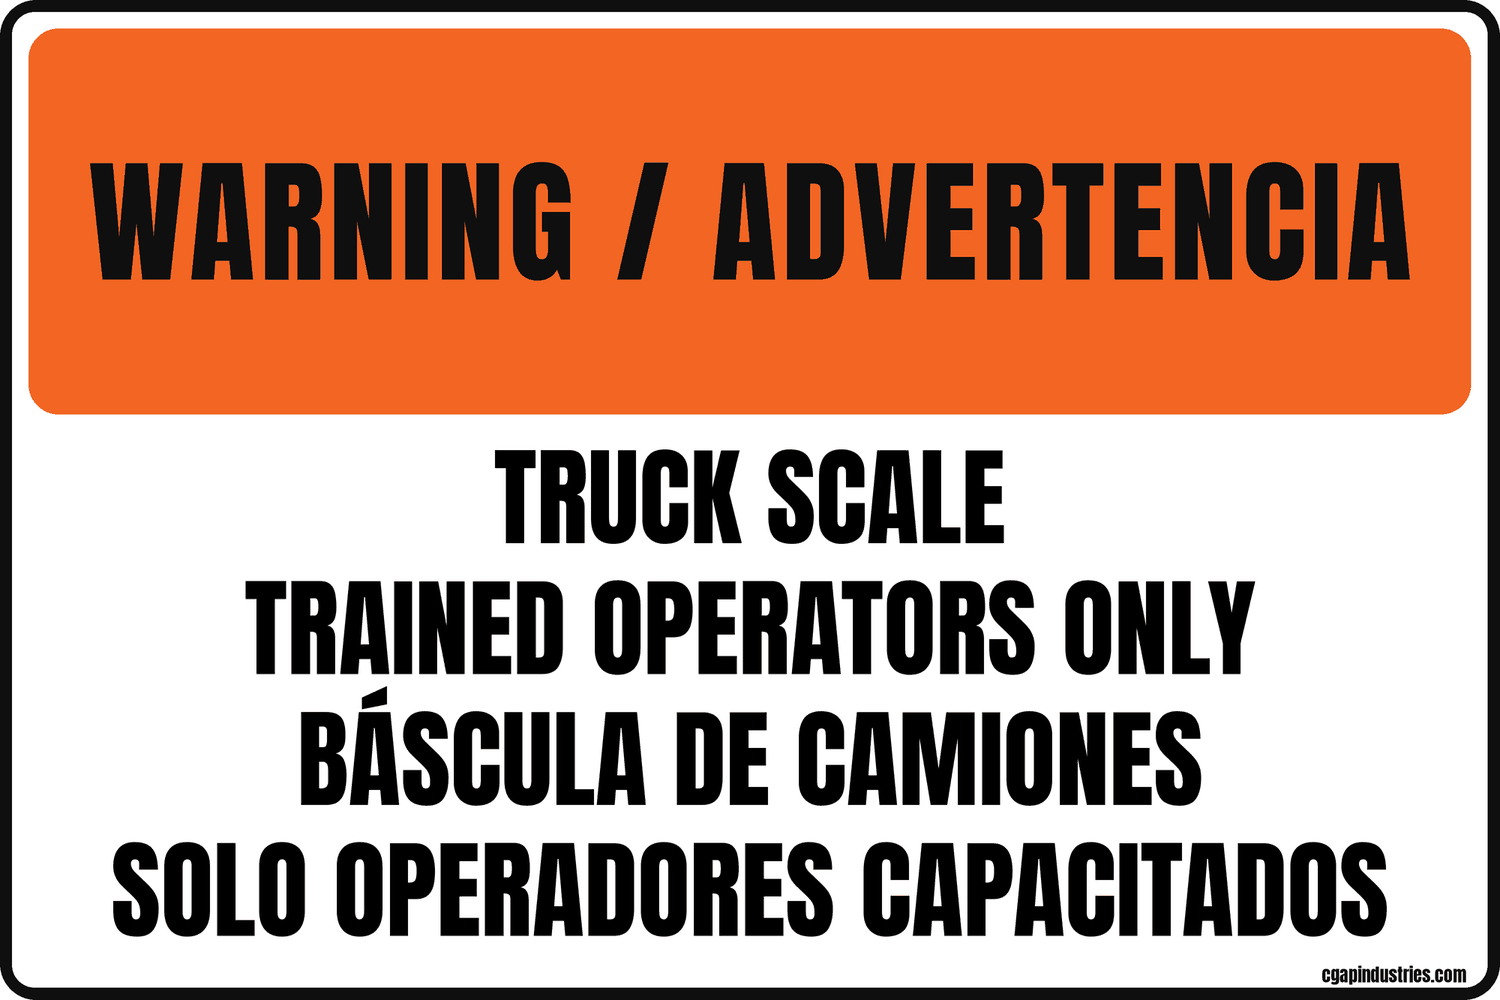 WARNING / ADVERTENCIA
TRUCK SCALE
TRAINED OPERATORS ONLY
BÁSCULA DE CAMIONES
SOLO OPERADORES CAPACITADOS
cgapindustries.com